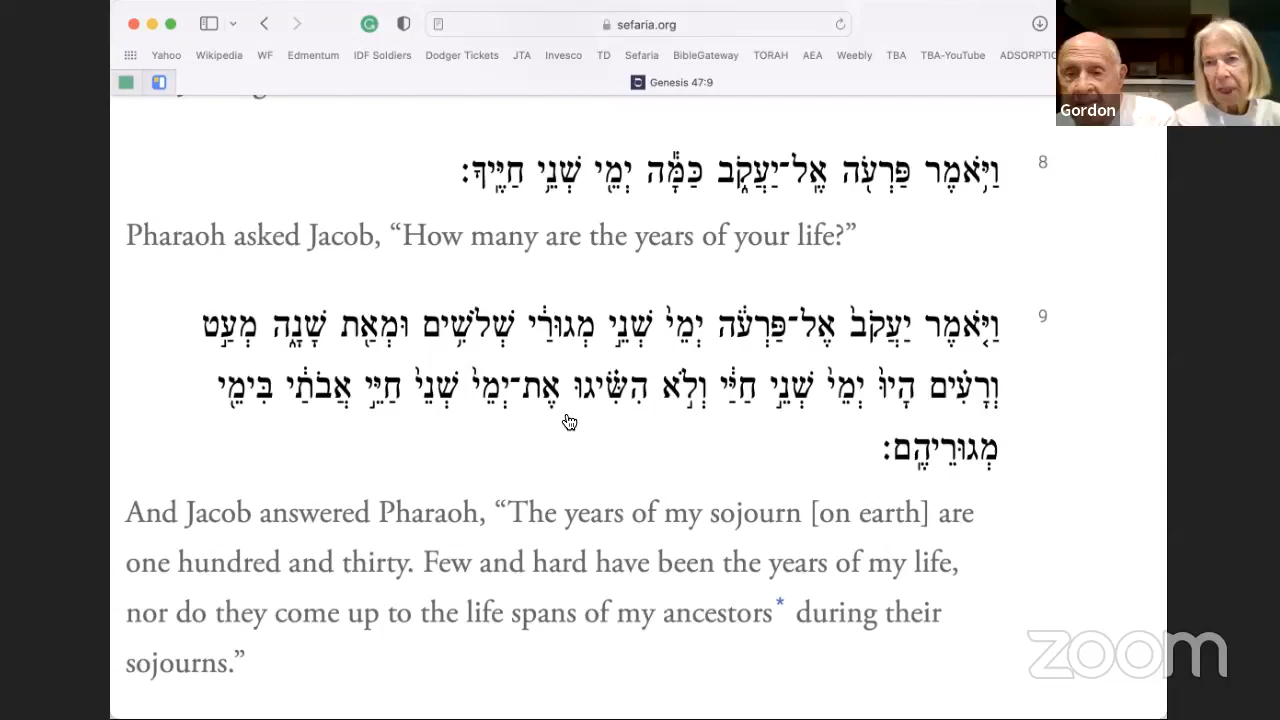 sefaria.org
Yahoo Wikipedia WF Edmentum IDF Soldiers Dodger Tickets JTA Invesco TD Sefaria BibleGateway TORAH AEA Weebly TBA TBA-YouTube ADSORPTIO
Genesis 47:9
Gordon
8
וַיֹּ֥אמֶר פַּרְעֹ֖ה אֶֽל־יַעֲקֹ֑ב כַּמָּ֕ה יְמֵ֖י שְׁנֵ֥י חַיֶּֽיךָ׃
Pharaoh asked Jacob, “How many are the years of your life?”
9
וַיֹּ֤אמֶר יַעֲקֹב֙ אֶל־פַּרְעֹ֔ה יְמֵי֙ שְׁנֵ֣י מְגוּרַ֔י שְׁלֹשִׁ֥ים וּמְאַ֖ת שָׁנָ֑ה מְעַ֣ט
וְרָעִ֗ים הָיוּ֙ יְמֵי֙ שְׁנֵ֣י חַיַּ֔י וְלֹ֣א הִשִּׂ֗יגוּ אֶת־יְמֵי֙ שְׁנֵי֙ חַיֵּ֣י אֲבֹתַ֔י בִּימֵ֖י
מְגוּרֵיהֶֽם׃
And Jacob answered Pharaoh, “The years of my sojourn [on earth] are
one hundred and thirty. Few and hard have been the years of my life,
nor do they come up to the life spans of my ancestors* during their
sojourns.”
zoom